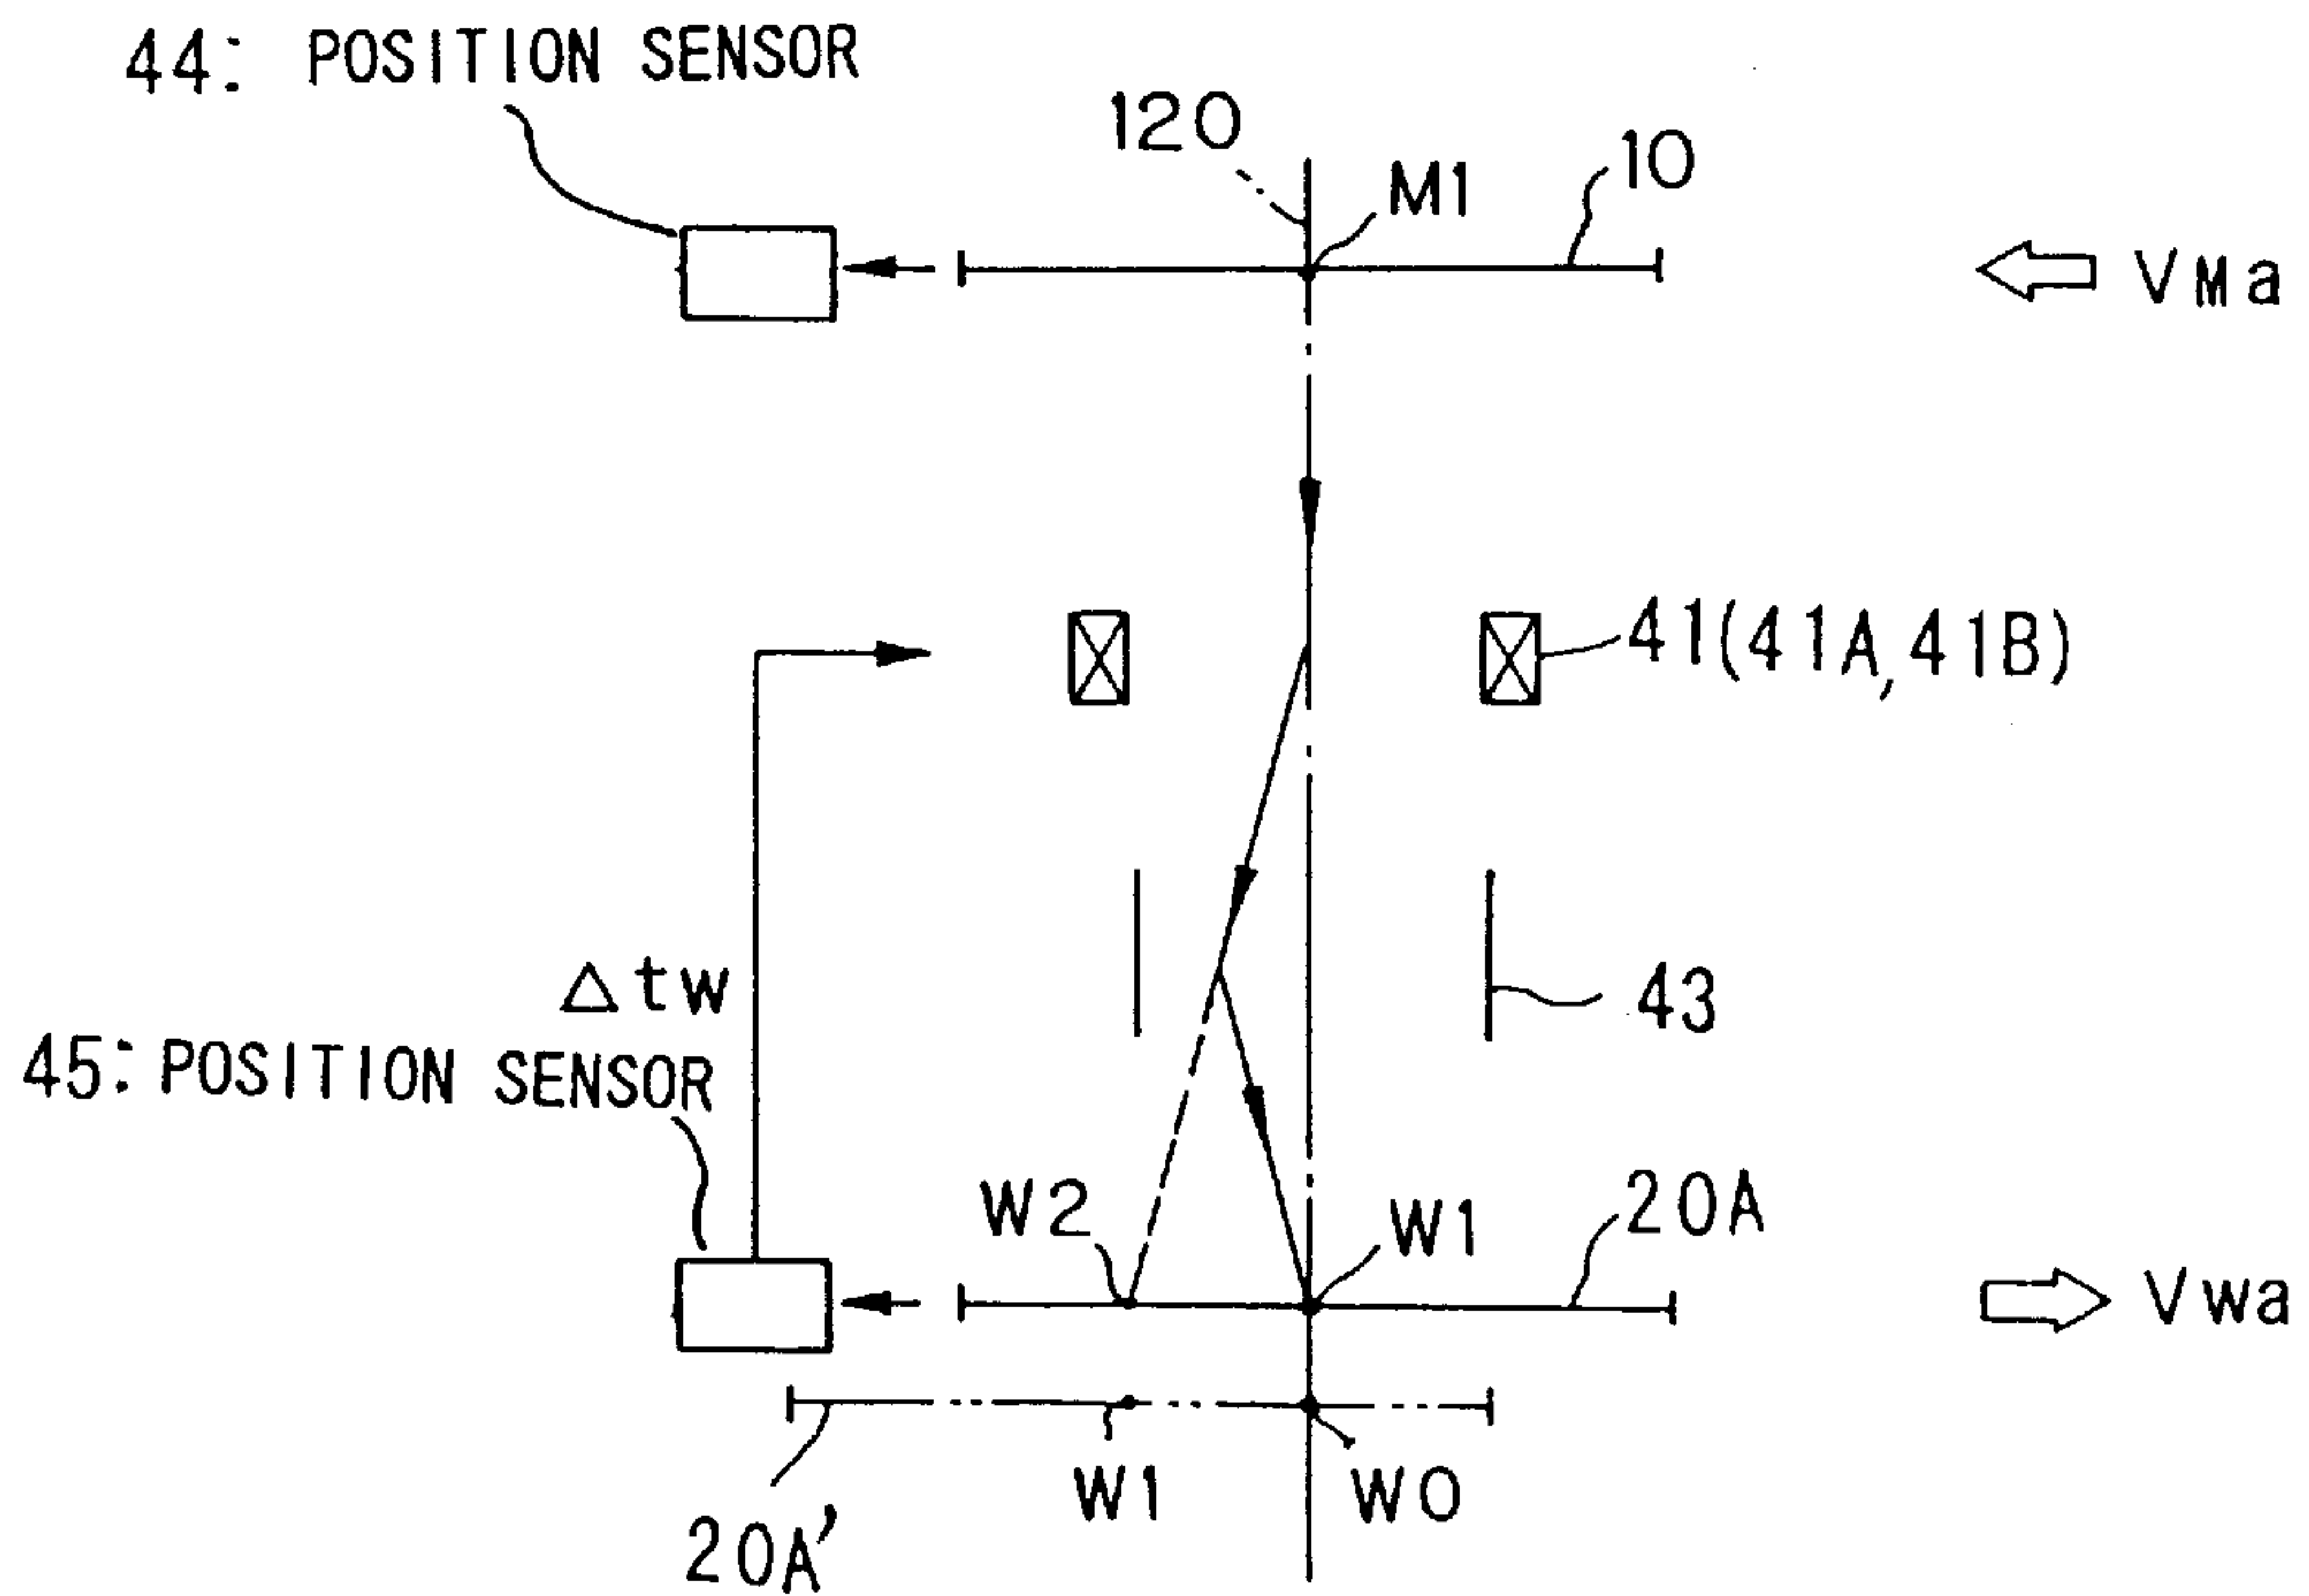 44: POSITION SENSOR
120
M1
10
VMa
41(41A,41B)
43
Δtw
45: POSITION SENSOR
W2
W1
20A
Vwa
W1
W0
20A'